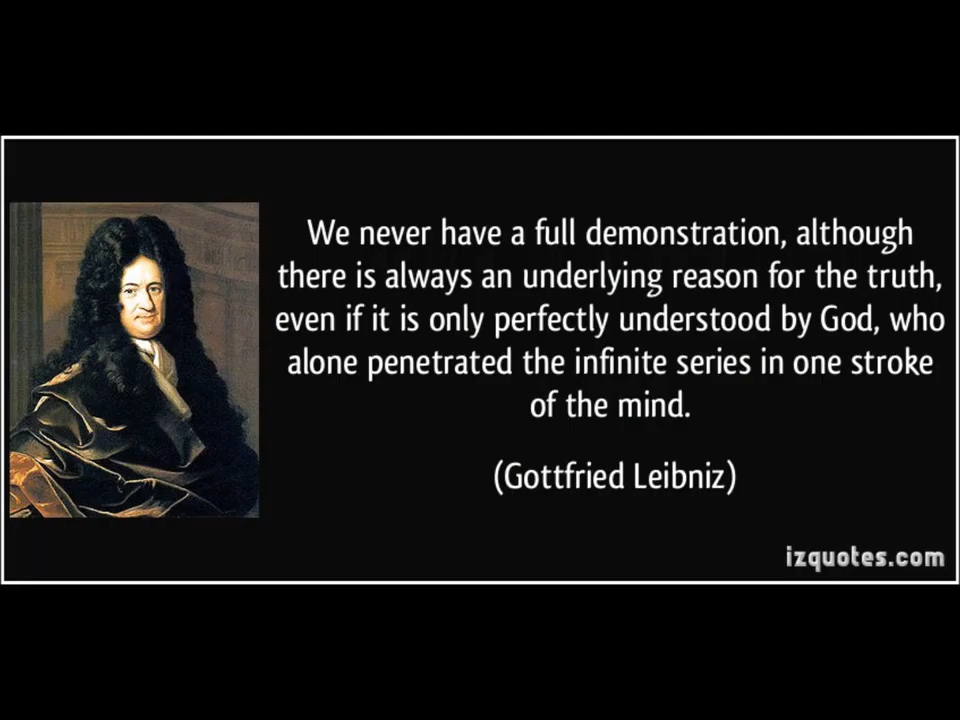 We never have a full demonstration, although
there is always an underlying reason for the truth,
even if it is only perfectly understood by God, who
alone penetrated the infinite series in one stroke
of the mind.
(Gottfried Leibniz)
izquotes.com